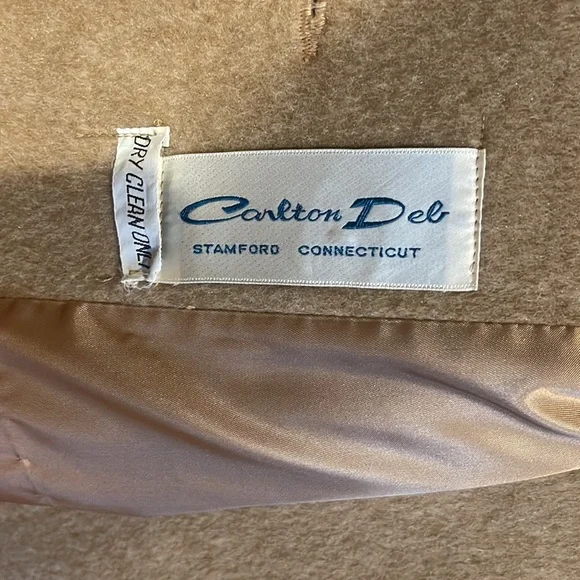 DRY CLEAN ONLY
Carlton Deb
STAMFORD CONNECTICUT